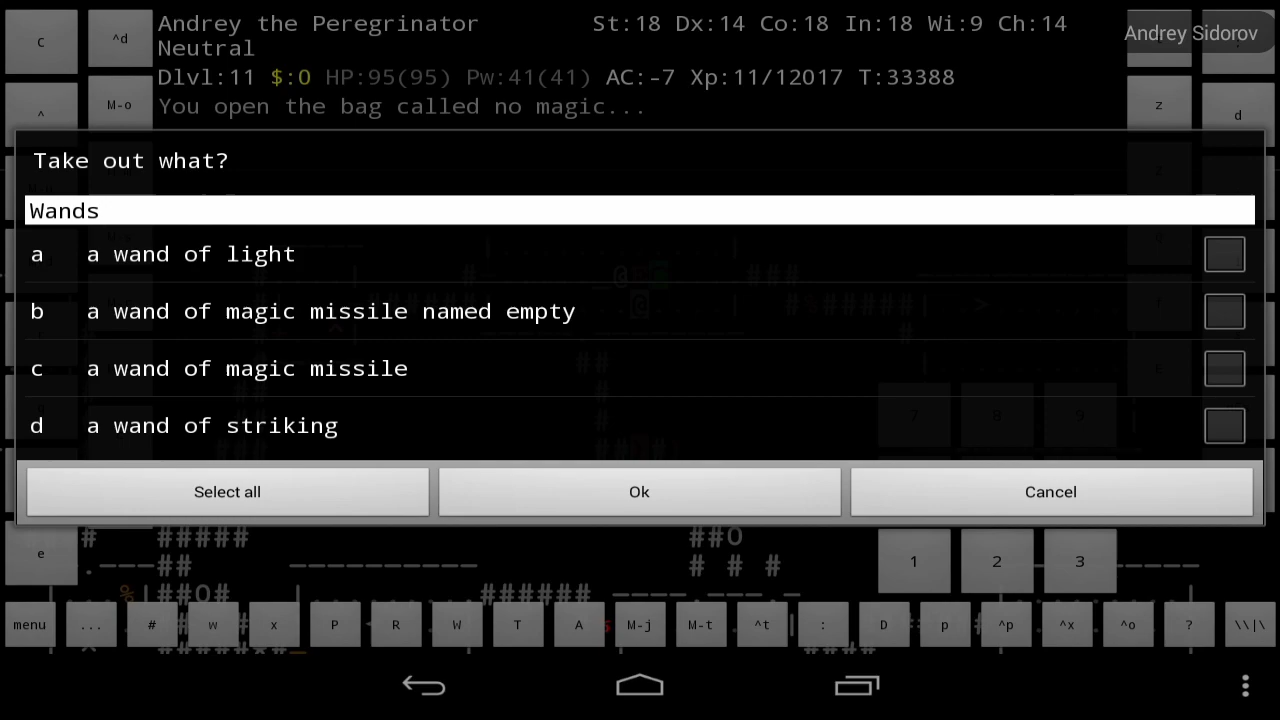 Andrey the Peregrinator St:18 Dx:14 Co:18 In:18 Wi:9 Ch:14
Neutral
Andrey Sidorov
Dlvl:11 $:0 HP:95(95) Pw:41(41) AC:-7 Xp:11/12017 T:33388
You open the bag called no magic...
c
^d
^
M-o
z
d
Take out what?
Wands
a a wand of light
b a wand of magic missile named empty
c a wand of magic missile
d a wand of striking
7 8 9
Select all Ok Cancel
e
1 2 3
menu ... # w x P R W T A M-j M-t ^t : D p ^p ^x ^o ? \\|\